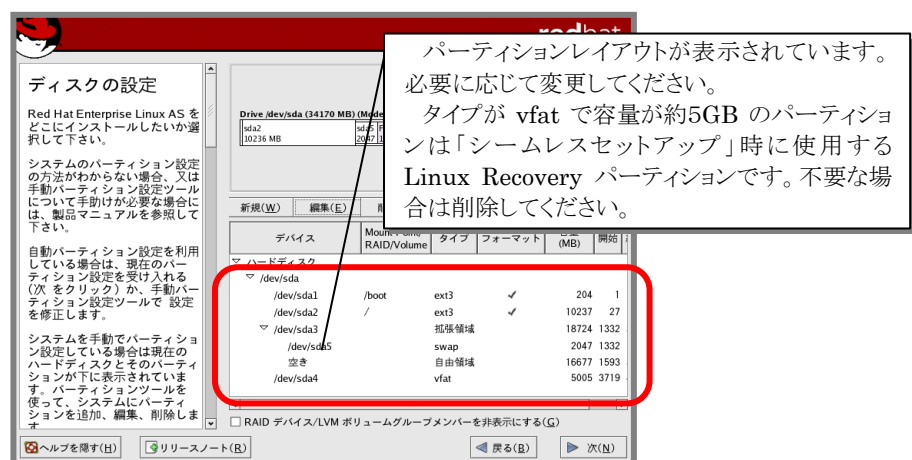 redhat
パーティションレイアウトが表示されています。
必要に応じて変更してください。
タイプが vfat で容量が約5GB のパーティショ
ンは「シームレスセットアップ」時に使用する
Linux Recovery パーティションです。不要な場
合は削除してください。
ディスクの設定
Red Hat Enterprise Linux AS を
どこにインストールしたいか選
択して下さい。
システムのパーティション設定
の方法がわからない場合、又は
手動パーティション必要なツール
について手助けが必要な場合に
は、製品マニュアルを参照して
下さい。
自動パーティション設定を利用
している場合は、現在のパー
ティション設定を受け入れる
(次 をクリック) か、手動パー
ティション設定ツールで 設定
を修正します。
システムを手動でパーティショ
ン設定している場合は現在の
ハードディスクとそのパーティ
ションが下に表示されていま
す。パーティションツールを
使って、システムにパーティ
ションを追加、編集、削除しま
Drive /dev/sda (34170 MB)
sda2
10236 MB
2047
新規(W) 編集(E)
デバイス RAID/Volume タイプ フォーマット (MB) 開始
ハードディスク
/dev/sda
/dev/sda1 /boot ext3 ✓ 204 1
/dev/sda2 / ext3 ✓ 10237 27
/dev/sda3 拡張領域 18724 1332
/dev/sda5 swap 2047 1332
空き 自由領域 16677 1593
/dev/sda4 vfat 5005 3719
RAID デバイス/LVM ボリュームグループメンバーを非表示にする(G)
ヘルプを隠す(H) リリースノート(R) 戻る(B) 次(N)